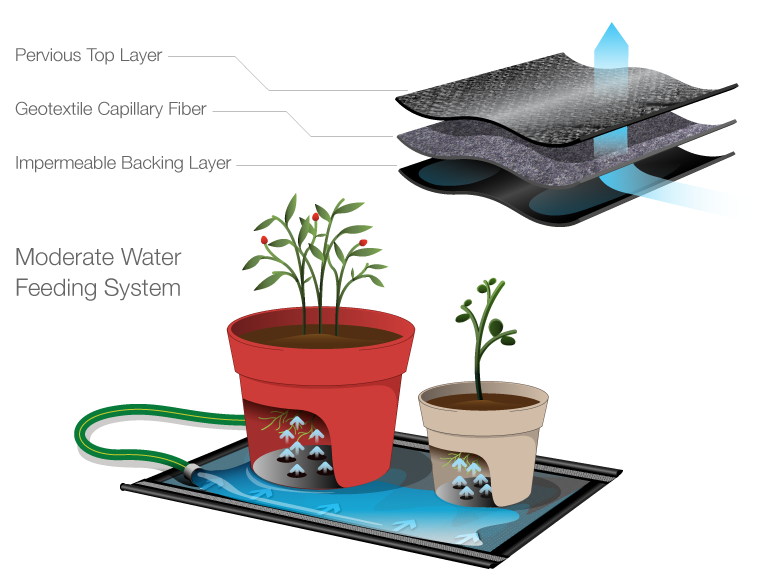 Pervious Top Layer
Geotextile Capillary Fiber
Impermeable Backing Layer
Moderate Water
Feeding System